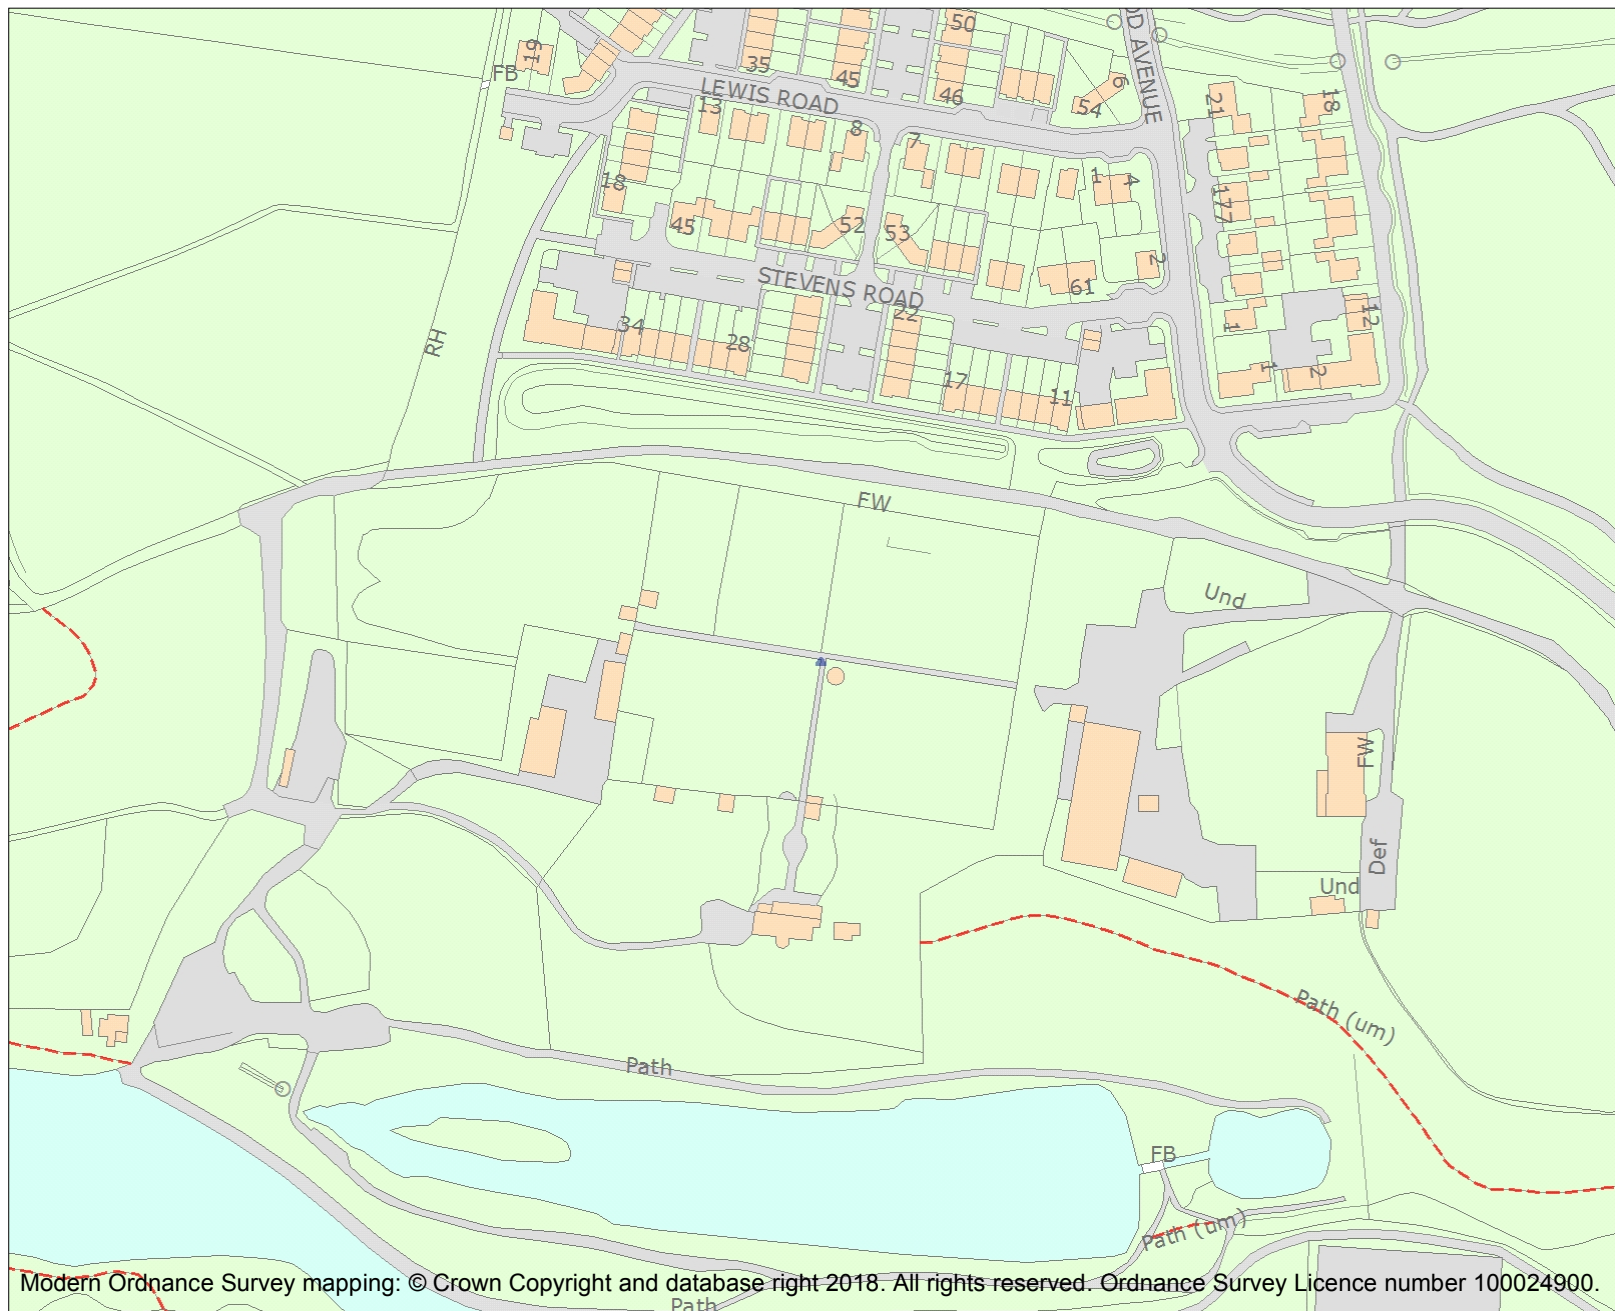 50
19
35
45
46
FB
6
OD AVENUE
LEWIS ROAD
13
54
21
18
8
7
18
1
4
177
45
52
53
2
STEVENS ROAD
61
22
34
28
1
12
RH
17
11
1
2
FW
Und
FW
Def
Und
Path (um)
Path
FB
Path (um)
Modern Ordnance Survey mapping: © Crown Copyright and database right 2018. All rights reserved. Ordnance Survey Licence number 100024900.
Path